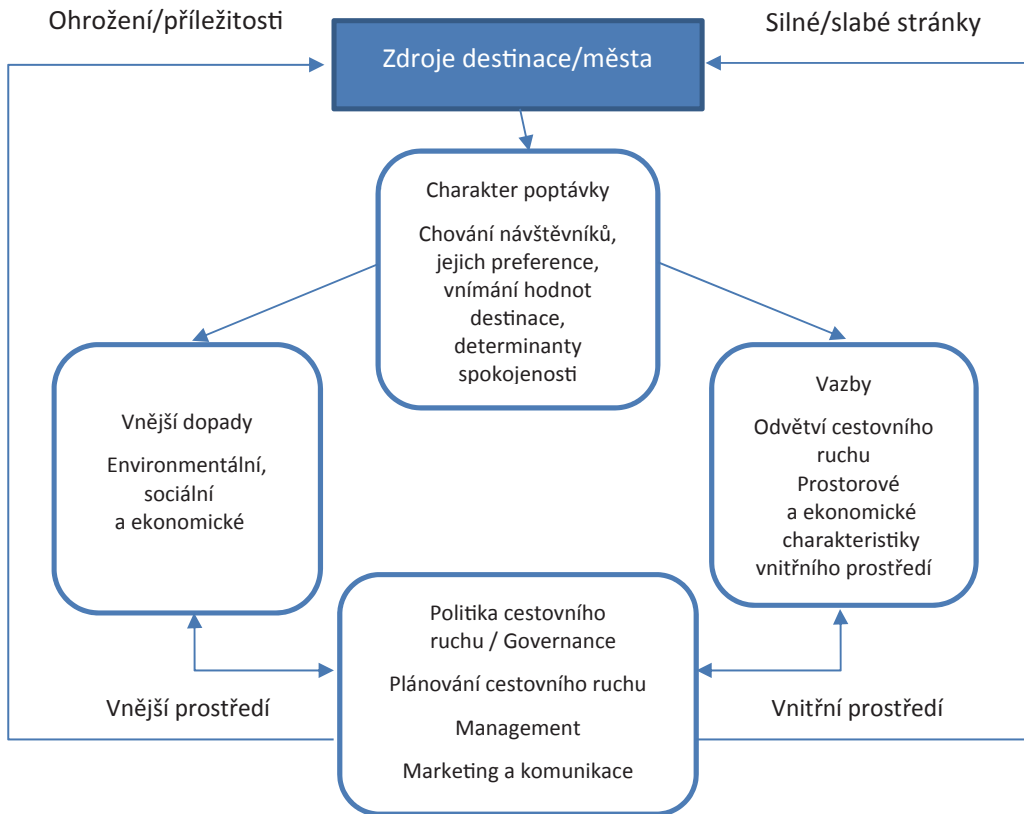 Ohrožení/příležitosti
Silné/slabé stránky
Zdroje destinace/města
Charakter poptávky
Chování návštěvníků,
jejich preference,
vnímání hodnot
destinace,
determinanty
spokojenosti
Vnější dopady
Environmentální,
sociální
a ekonomické
Vazby
Odvětví cestovního
ruchu
Prostorové
a ekonomické
charakteristiky
vnitřního prostředí
Politika cestovního
ruchu / Governance
Plánování cestovního ruchu
Management
Marketing a komunikace
Vnější prostředí
Vnitřní prostředí